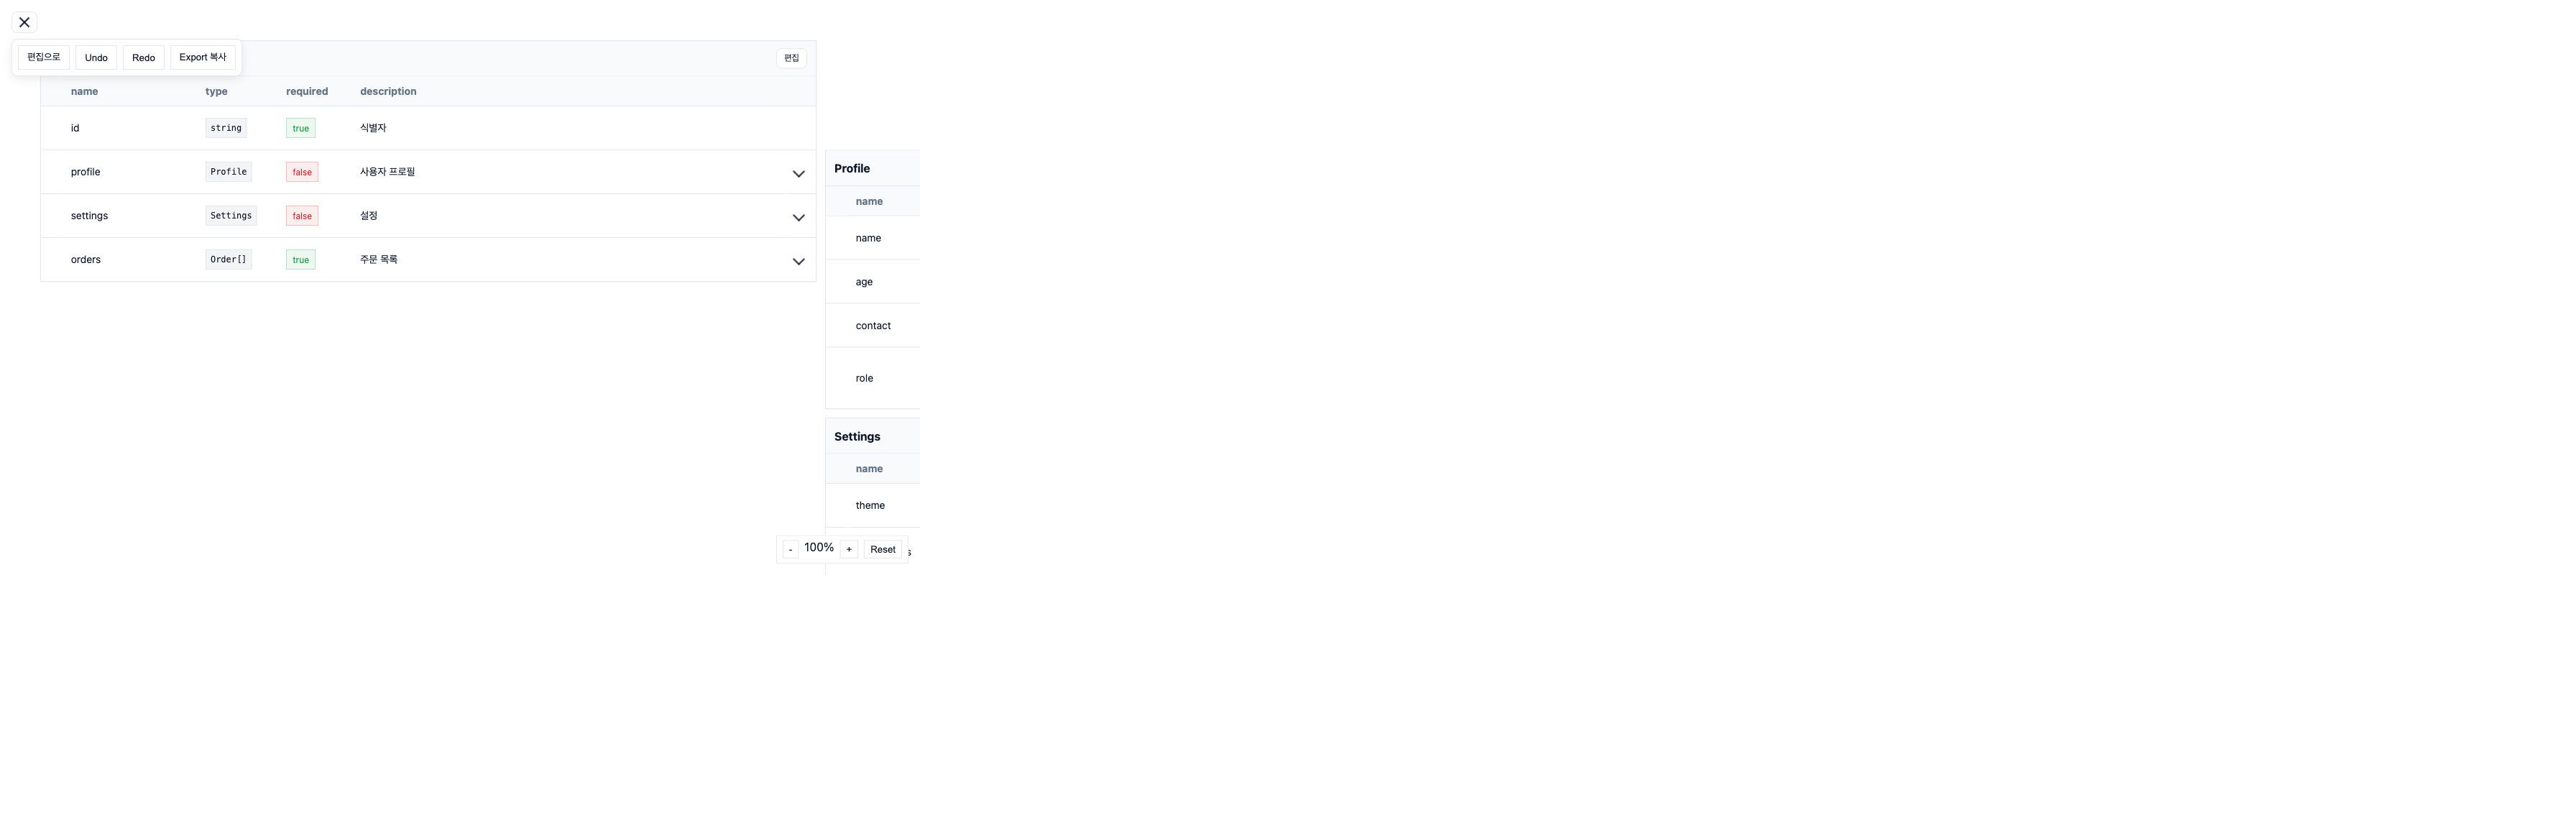 편집으로 Undo Redo Export 복사
편집
name type required description
id string true 식별자
profile Profile false 사용자 프로필
settings Settings false 설정
orders Order[] true 주문 목록
Profile
name
name
age
contact
role
Settings
name
theme
- 100% + Reset